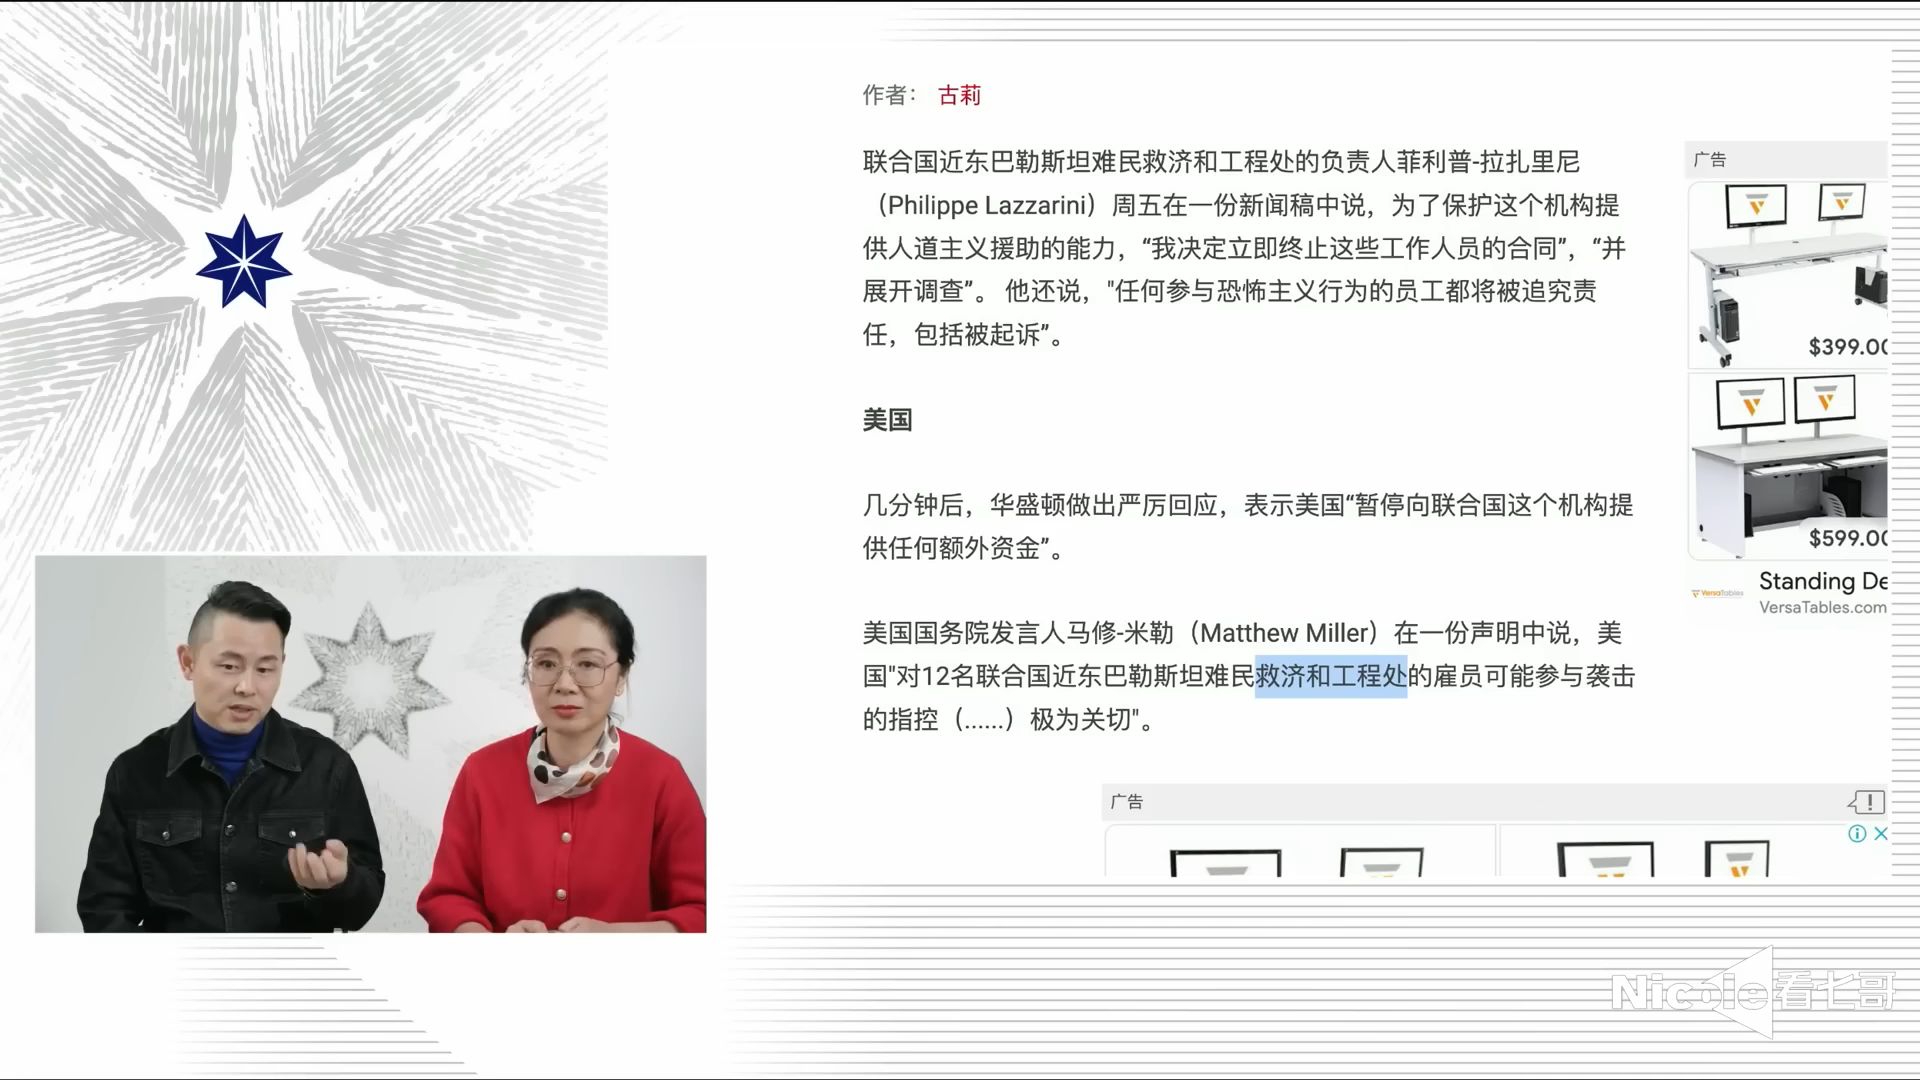 作者： 古莉
联合国近东巴勒斯坦难民救济和工程处的负责人菲利普-拉扎里尼
（Philippe Lazzarini）周五在一份新闻稿中说，为了保护这个机构提
供人道主义援助的能力，“我决定立即终止这些工作人员的合同”，“并
展开调查”。 他还说，"任何参与恐怖主义行为的员工都将被追究责
任，包括被起诉”。
美国
几分钟后，华盛顿做出严厉回应，表示美国“暂停向联合国这个机构提
供任何额外资金”。
美国国务院发言人马修-米勒（Matthew Miller）在一份声明中说，美
国"对12名联合国近东巴勒斯坦难民救济和工程处的雇员可能参与袭击
的指控（......）极为关切"。
广告
$399.00
$599.00
VersaTables
Standing De
VersaTables.com
广告
Nicole看七哥